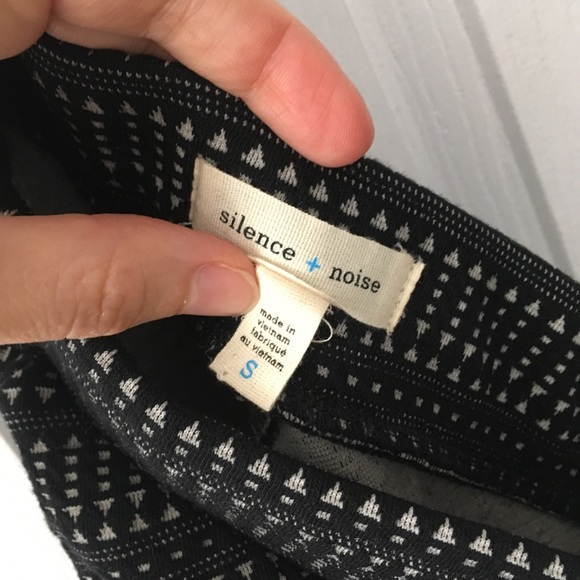 silence + noise
made in
vietnam
fabriqué
au vietnam
S